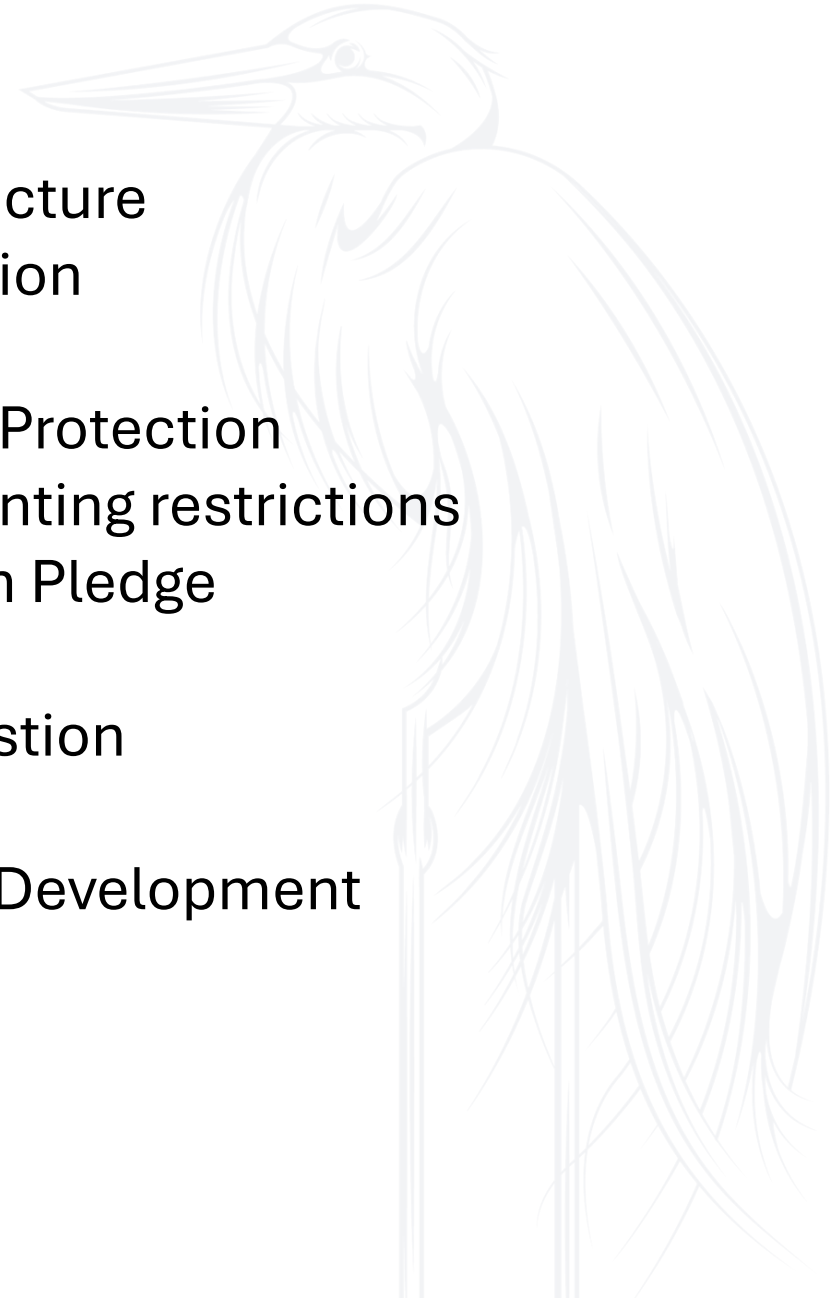 cture
ion
Protection
nting restrictions
n Pledge
stion
Development